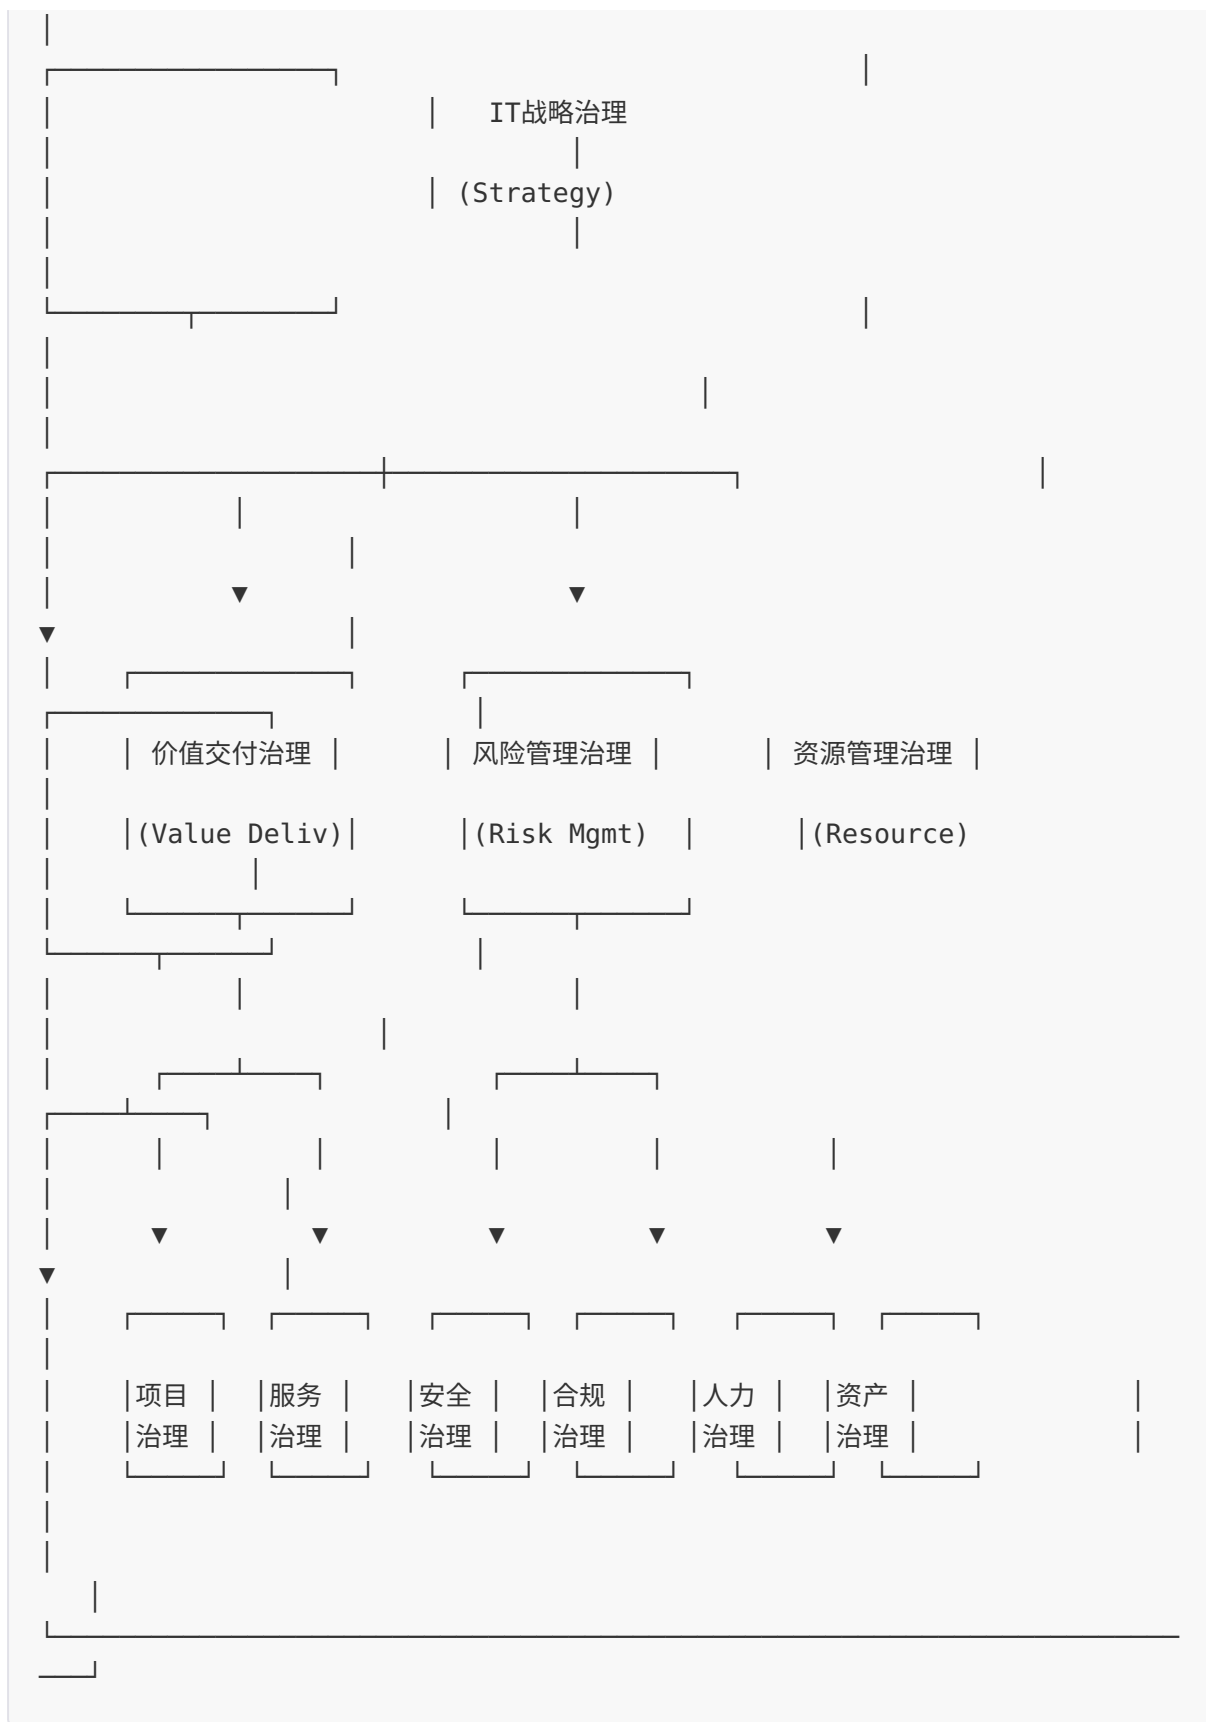 IT战略治理
(Strategy)
价值交付治理 风险管理治理 资源管理治理
(Value Deliv) (Risk Mgmt) (Resource)
项目 服务 安全 合规 人力 资产
治理 治理 治理 治理 治理 治理